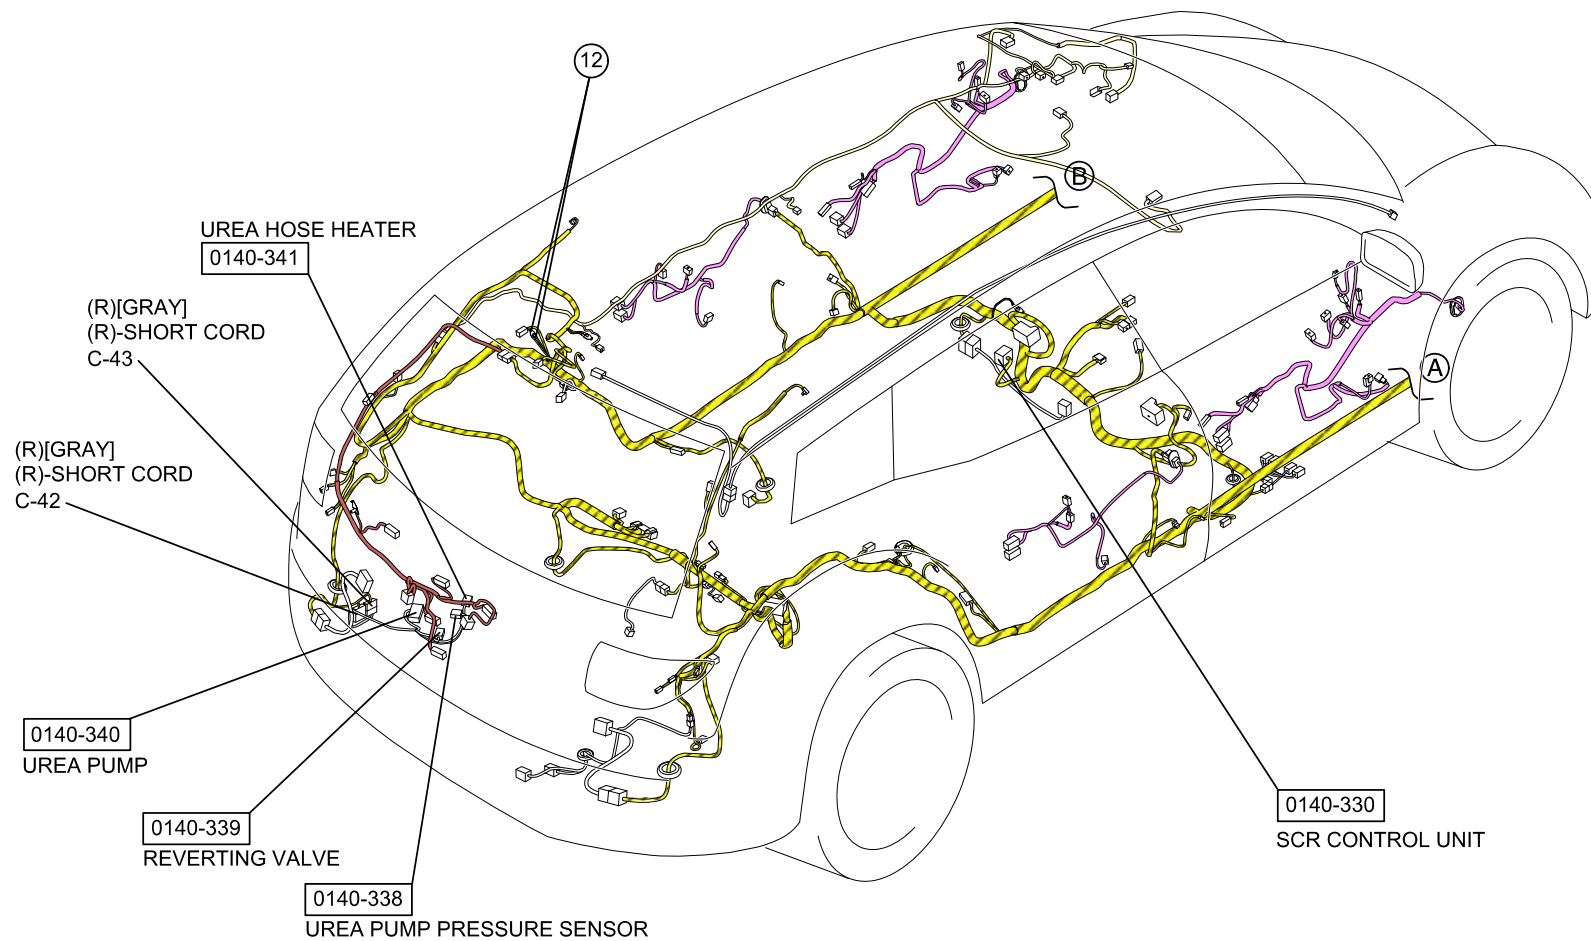 12
B
UREA HOSE HEATER
0140-341
(R)[GRAY]
(R)-SHORT CORD
C-43
A
(R)[GRAY]
(R)-SHORT CORD
C-42
0140-340
UREA PUMP
0140-339
REVERTING VALVE
0140-338
UREA PUMP PRESSURE SENSOR
0140-330
SCR CONTROL UNIT